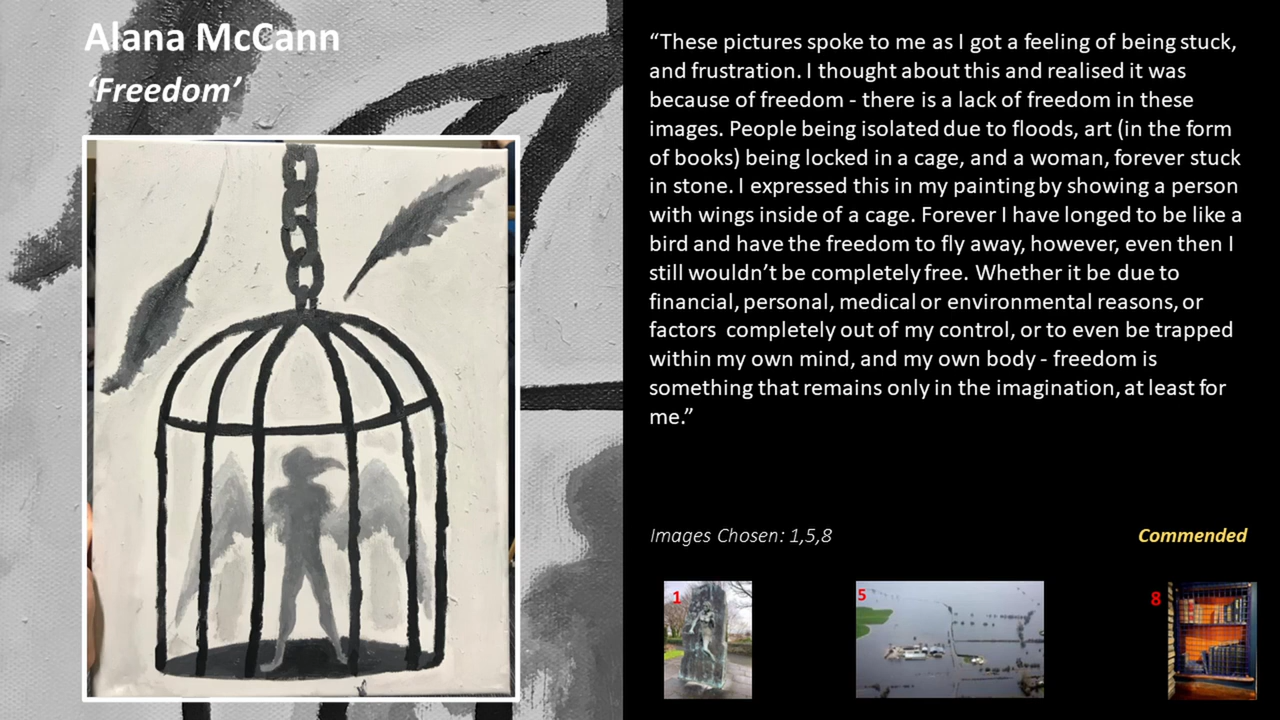 Alana McCann
‘Freedom’
“These pictures spoke to me as I got a feeling of being stuck,
and frustration. I thought about this and realised it was
because of freedom - there is a lack of freedom in these
images. People being isolated due to floods, art (in the form
of books) being locked in a cage, and a woman, forever stuck
in stone. I expressed this in my painting by showing a person
with wings inside of a cage. Forever I have longed to be like a
bird and have the freedom to fly away, however, even then I
still wouldn’t be completely free. Whether it be due to
financial, personal, medical or environmental reasons, or
factors completely out of my control, or to even be trapped
within my own mind, and my own body - freedom is
something that remains only in the imagination, at least for
me.”
Images Chosen: 1,5,8
Commended
1
5
8